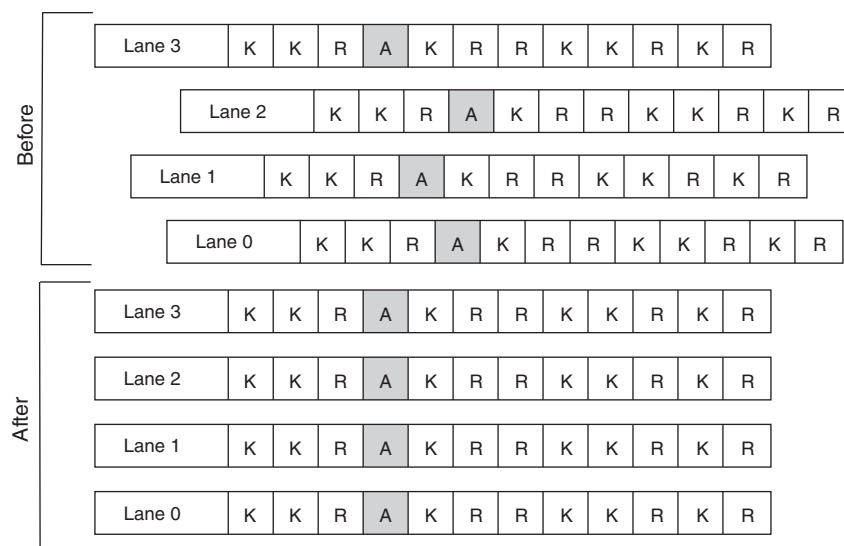 Before
Lane 3 K K R A K R R K K R K R
Lane 2 K K R A K R R K K R K R
Lane 1 K K R A K R R K K R K R
Lane 0 K K R A K R R K K R K R
After
Lane 3 K K R A K R R K K R K R
Lane 2 K K R A K R R K K R K R
Lane 1 K K R A K R R K K R K R
Lane 0 K K R A K R R K K R K R